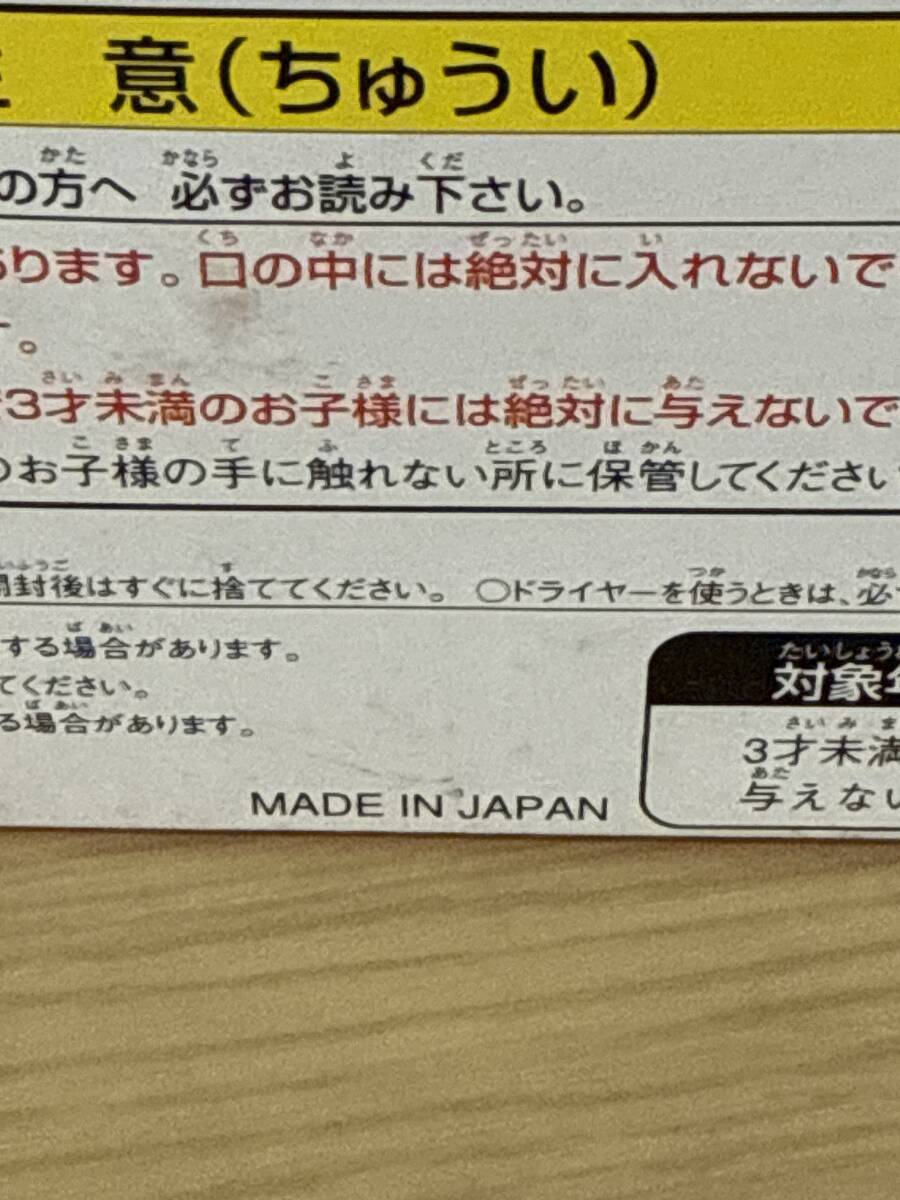 意(ちゅうい)
の方へ 必ずお読み下さい。
ります。口の中には絶対に入れないで
。
3才未満のお子様には絶対に与えないで
のお子様の手に触れない所に保管してください
開封後はすぐに捨ててください。 ○ドライヤーを使うときは、必
する場合があります。
てください。
る場合があります。
対象年
3才未満
与えない
MADE IN JAPAN